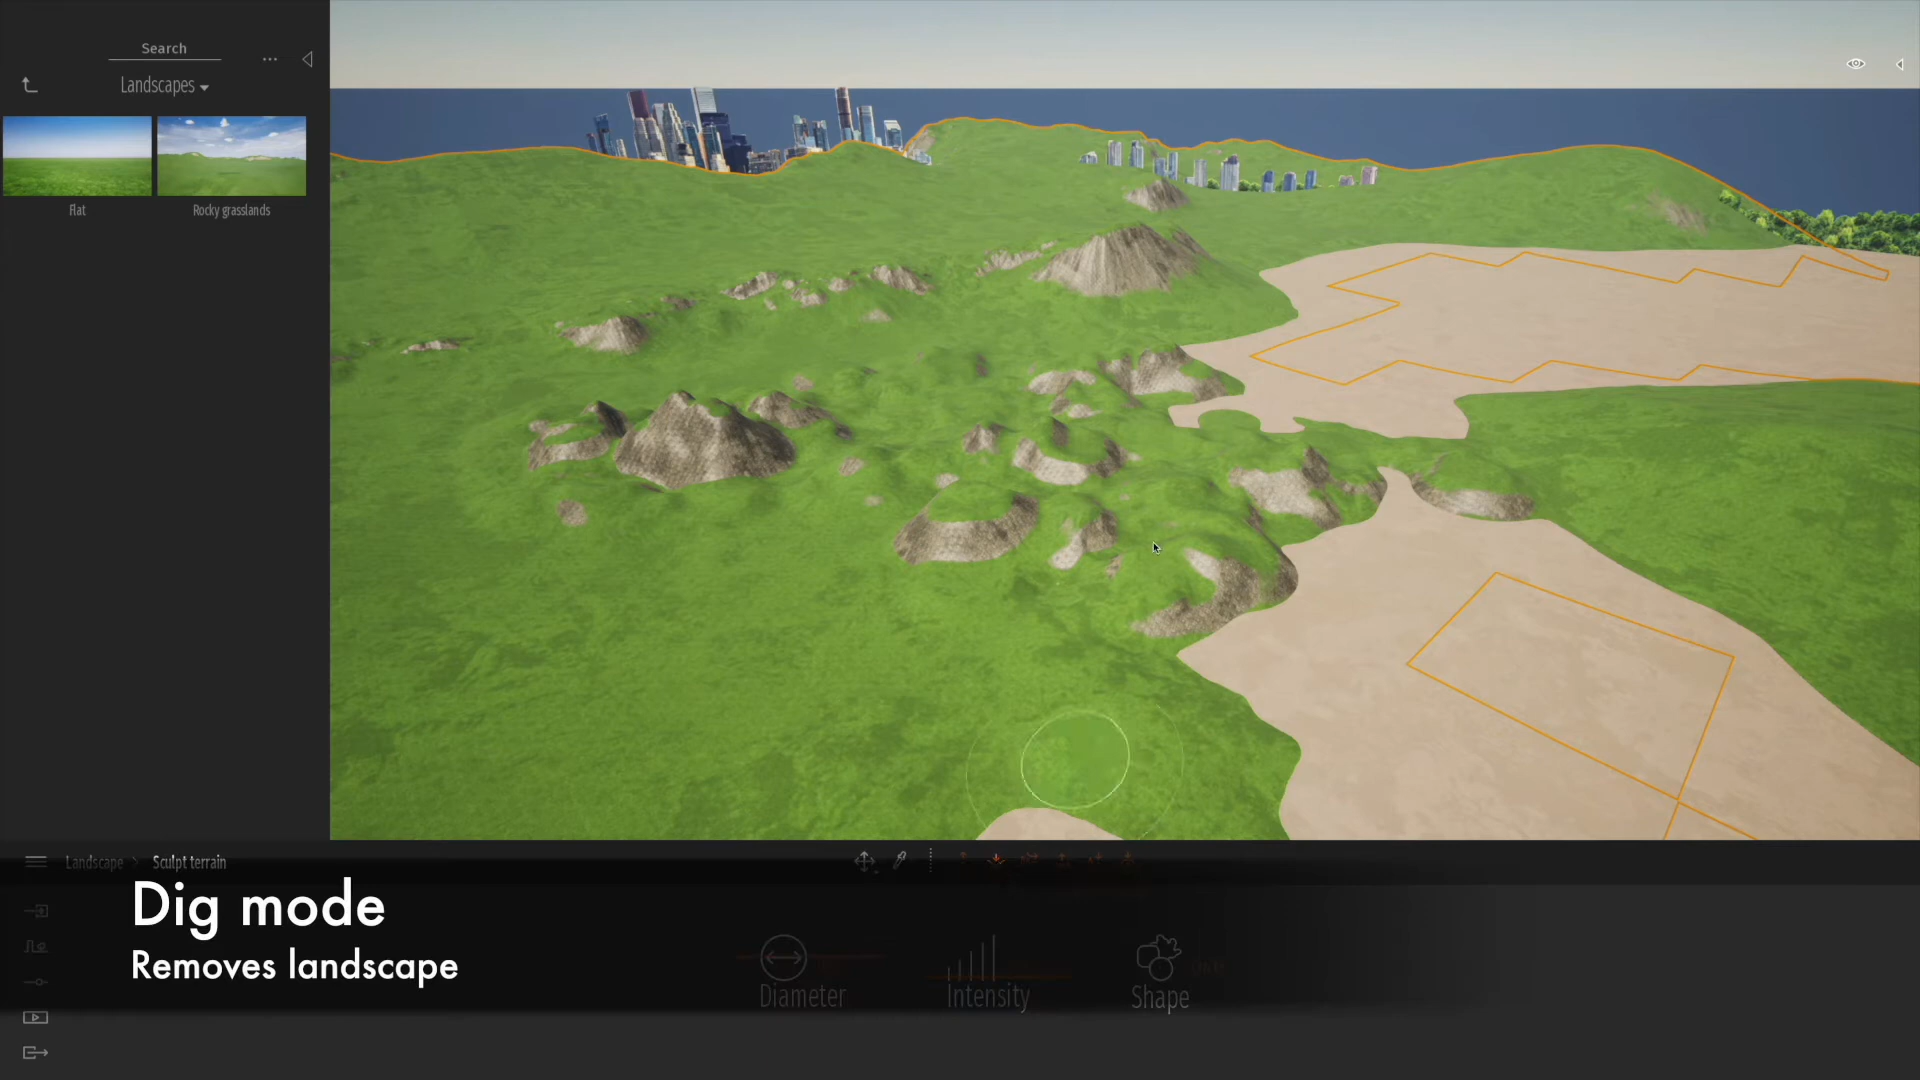 Search
Landscapes
Flat
Rocky grasslands
Landscape > Sculpt terrain
Dig mode
Removes landscape
Diameter
Intensity
Shape